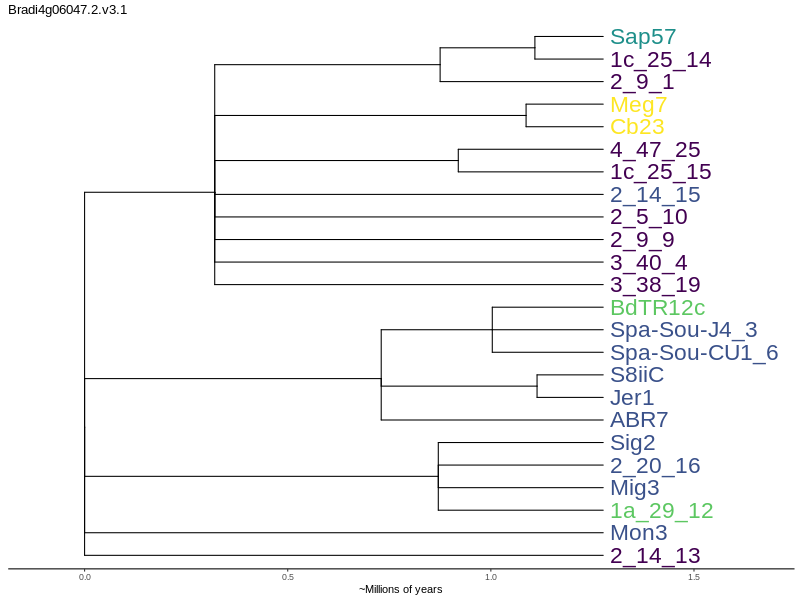 Bradi4g06047.2.v3.1
Sap57
1c_25_14
2_9_1
Meg7
Cb23
4_47_25
1c_25_15
2_14_15
2_5_10
2_9_9
3_40_4
3_38_19
BdTR12c
Spa-Sou-J4_3
Spa-Sou-CU1_6
S8iiC
Jer1
ABR7
Sig2
2_20_16
Mig3
1a_29_12
Mon3
2_14_13
0.0 0.5 1.0 1.5
~Millions of years